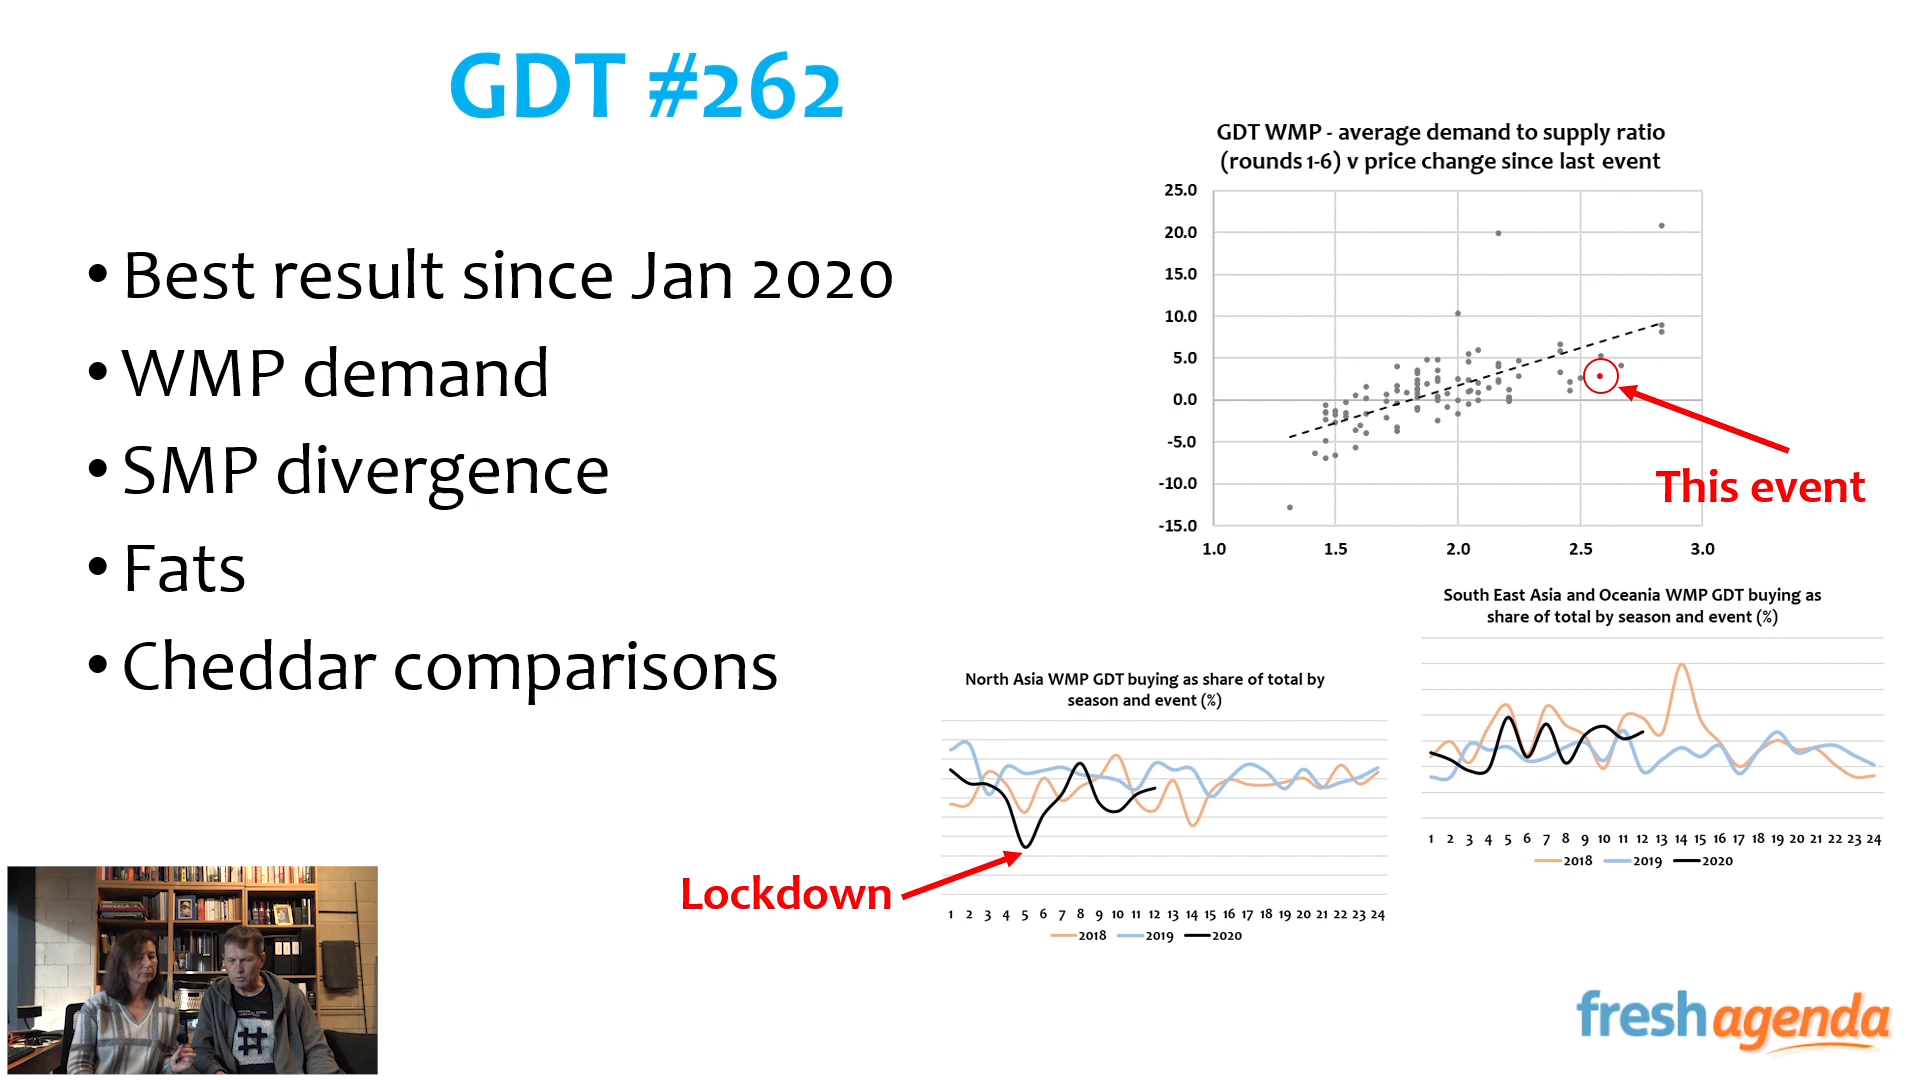 GDT #262
• Best result since Jan 2020
• WMP demand
• SMP divergence
• Fats
• Cheddar comparisons
GDT WMP - average demand to supply ratio
(rounds 1-6) v price change since last event
25.0
20.0
15.0
10.0
5.0
0.0
-5.0
-10.0
-15.0
1.0 1.5 2.0 2.5 3.0
This event
South East Asia and Oceania WMP GDT buying as
share of total by season and event (%)
1 2 3 4 5 6 7 8 9 10 11 12 13 14 15 16 17 18 19 20 21 22 23 24
2018 2019 2020
North Asia WMP GDT buying as share of total by
season and event (%)
Lockdown
1 2 3 4 5 6 7 8 9 10 11 12 13 14 15 16 17 18 19 20 21 22 23 24
2018 2019 2020
#
fresh agenda